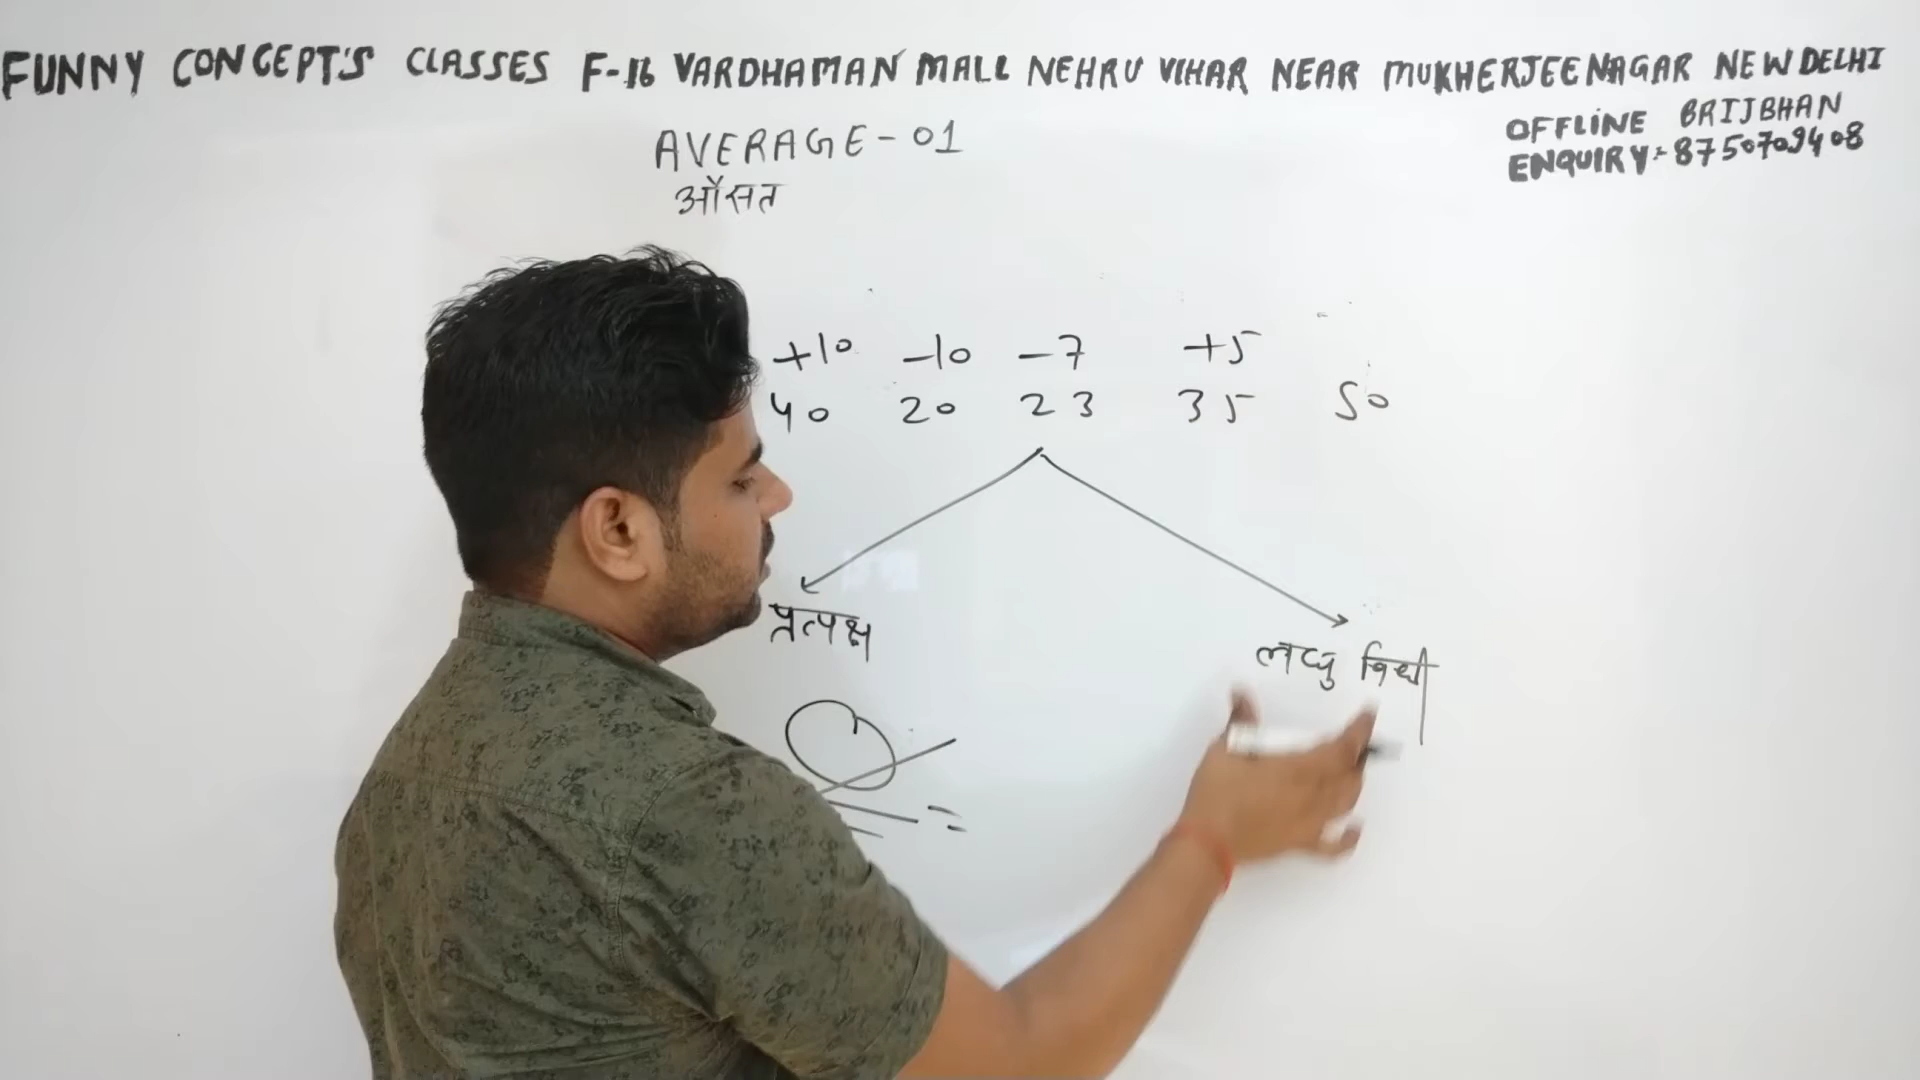 FUNNY CONCEPT'S CLASSES F-16 VARDHAMAN MALL NEHRU VIHAR NEAR MUKHERJEE NAGAR NEW DELHI
OFFLINE BRIJBHAN
ENQUIRY:- 8750709408
AVERAGE-01
औसत
+10 -10 -7 +5
40 20 23 35 50
प्रत्यक्ष
लघु विधी